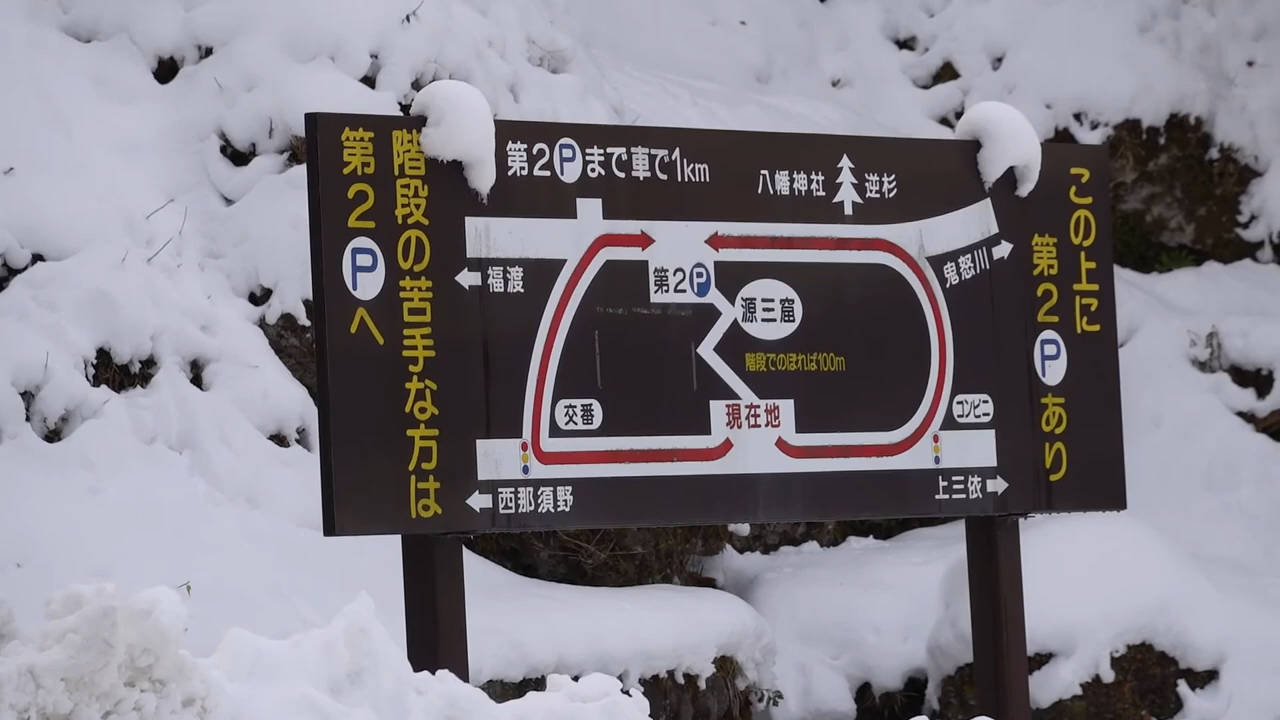 階段の苦手な方は
第2Pへ
第2Pまで車で1km
八幡神社 逆杉
この上に
第2Pあり
福渡
鬼怒川
第2P
源三窟
階段でのぼれば100m
交番
現在地
コンビニ
西那須野
上三依